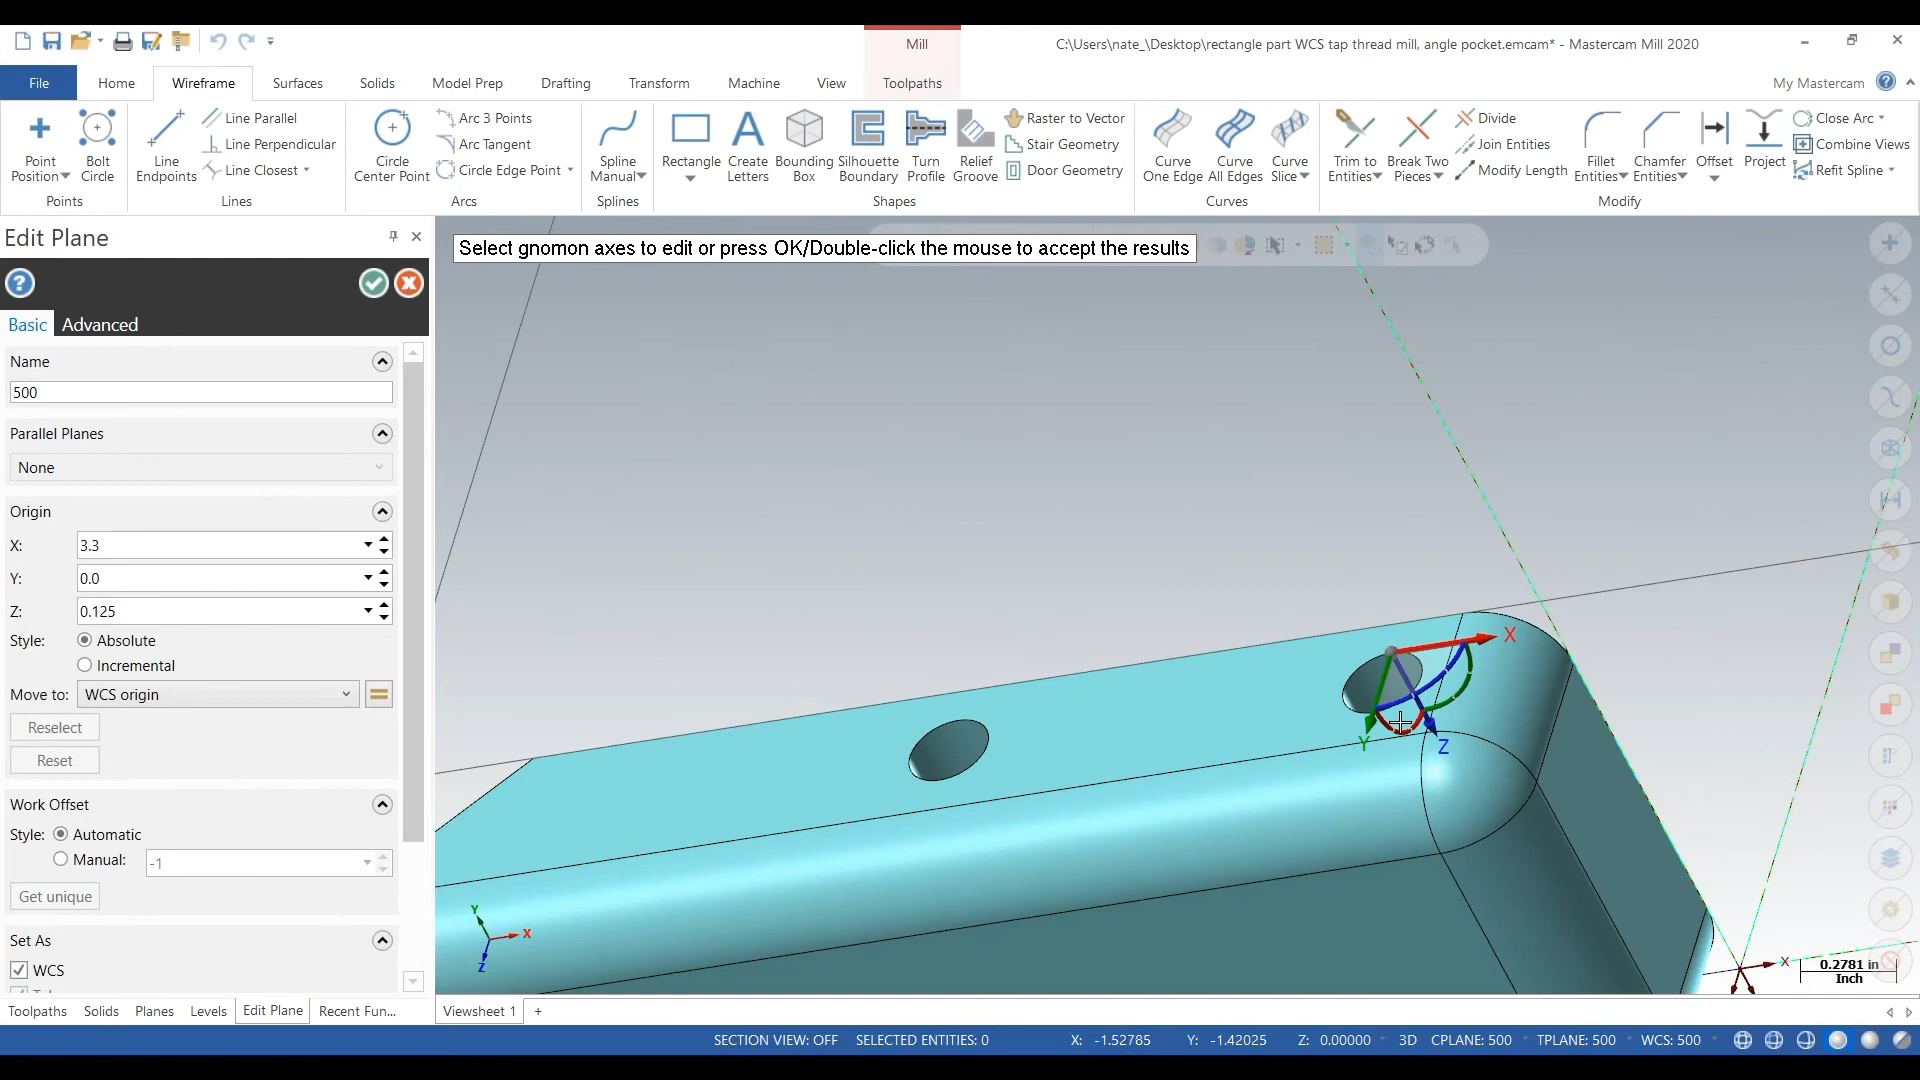 Mill
C:\Users\nate_\Desktop\rectangle part WCS tap thread mill, angle pocket.emcam* - Mastercam Mill 2020
File Home Wireframe Surfaces Solids Model Prep Drafting Transform Machine View Toolpaths My Mastercam
Point Position
Bolt Circle
Points
Line Endpoints
Line Parallel
Line Perpendicular
Line Closest
Lines
Circle Center Point
Arc 3 Points
Arc Tangent
Circle Edge Point
Arcs
Spline Manual
Splines
Rectangle
Create Letters
Bounding Box
Silhouette Boundary
Turn Profile
Relief Groove
Raster to Vector
Stair Geometry
Door Geometry
Shapes
Curve One Edge
Curve All Edges
Curve Slice
Curves
Trim to Entities
Break Two Pieces
Divide
Join Entities
Modify Length
Fillet Entities
Chamfer Entities
Offset
Project
Close Arc
Combine Views
Refit Spline
Modify
Edit Plane
Basic Advanced
Name
500
Parallel Planes
None
Origin
X: 3.3
Y: 0.0
Z: 0.125
Style: Absolute
Incremental
Move to: WCS origin
Reselect
Reset
Work Offset
Style: Automatic
Manual: -1
Get unique
Set As
WCS
Select gnomon axes to edit or press OK/Double-click the mouse to accept the results
X
Y
Z
Y
X
Z
X
0.2781 in
Inch
Toolpaths Solids Planes Levels Edit Plane Recent Fun...
Viewsheet 1 +
SECTION VIEW: OFF SELECTED ENTITIES: 0 X: -1.52785 Y: -1.42025 Z: 0.00000 3D CPLANE: 500 TPLANE: 500 WCS: 500